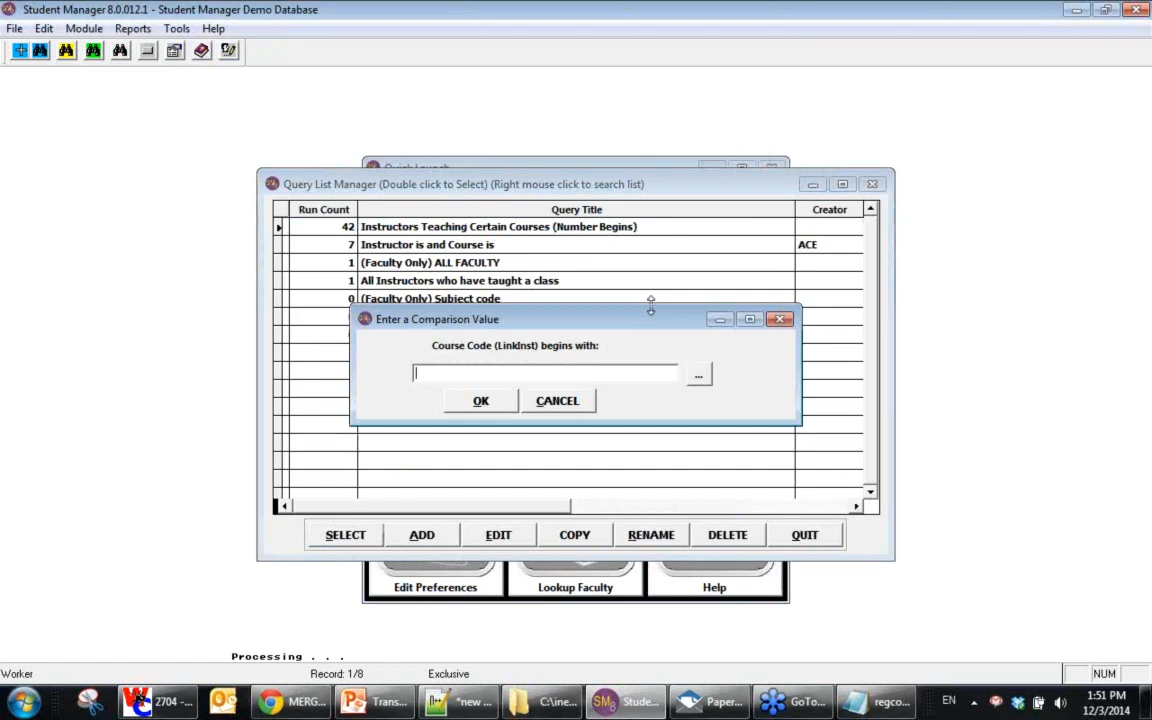 Student Manager 8.0.012.1 - Student Manager Demo Database
File Edit Module Reports Tools Help
Quick Launch
Query List Manager (Double click to Select) (Right mouse click to search list)
Run Count Query Title Creator
42 Instructors Teaching Certain Courses (Number Begins)
7 Instructor is and Course is ACE
1 (Faculty Only) ALL FACULTY
1 All Instructors who have taught a class
0 (Faculty Only) Subject code
Enter a Comparison Value
Course Code (LinkInst) begins with:
...
OK CANCEL
SELECT ADD EDIT COPY RENAME DELETE QUIT
Edit Preferences Lookup Faculty Help
Processing . . .
Worker Record: 1/8 Exclusive NUM
2704 -... MERG... Trans... *new ... C:\ine... Stude... Paper... GoTo... regco... EN 1:51 PM
12/3/2014